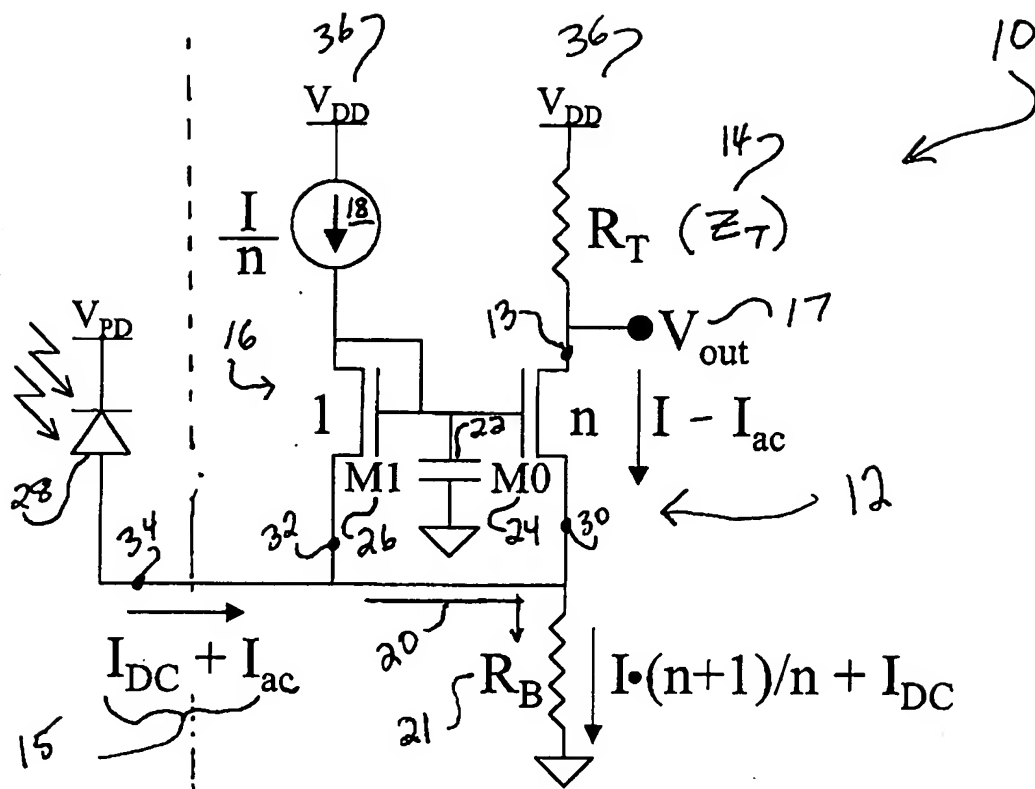 36 36 10
V_DD V_DD
14
I/n 18 R_T (Z_T)
V_PD 16 13 V_out 17
1 22 n I − I_ac
28 M1 M0 12
34 32 26 24 30
I_DC + I_ac 20 R_B I•(n+1)/n + I_DC
15 21